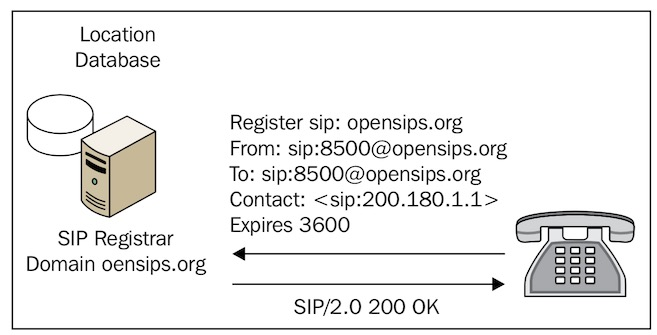 Location
Database
Register sip: opensips.org
From: sip:8500@opensips.org
To: sip:8500@opensips.org
Contact: <sip:200.180.1.1>
Expires 3600
SIP Registrar
Domain oensips.org
SIP/2.0 200 OK